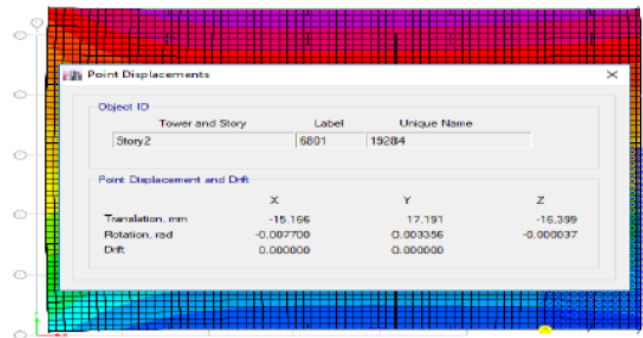 Point Displacements
Object ID
Tower and Story Label Unique Name
Story2 6801 19284
Point Displacement and Drift
X Y Z
Translation, mm -15.166 17.191 -16.399
Rotation, rad -0.007700 0.003356 -0.000037
Drift 0.000000 0.000000